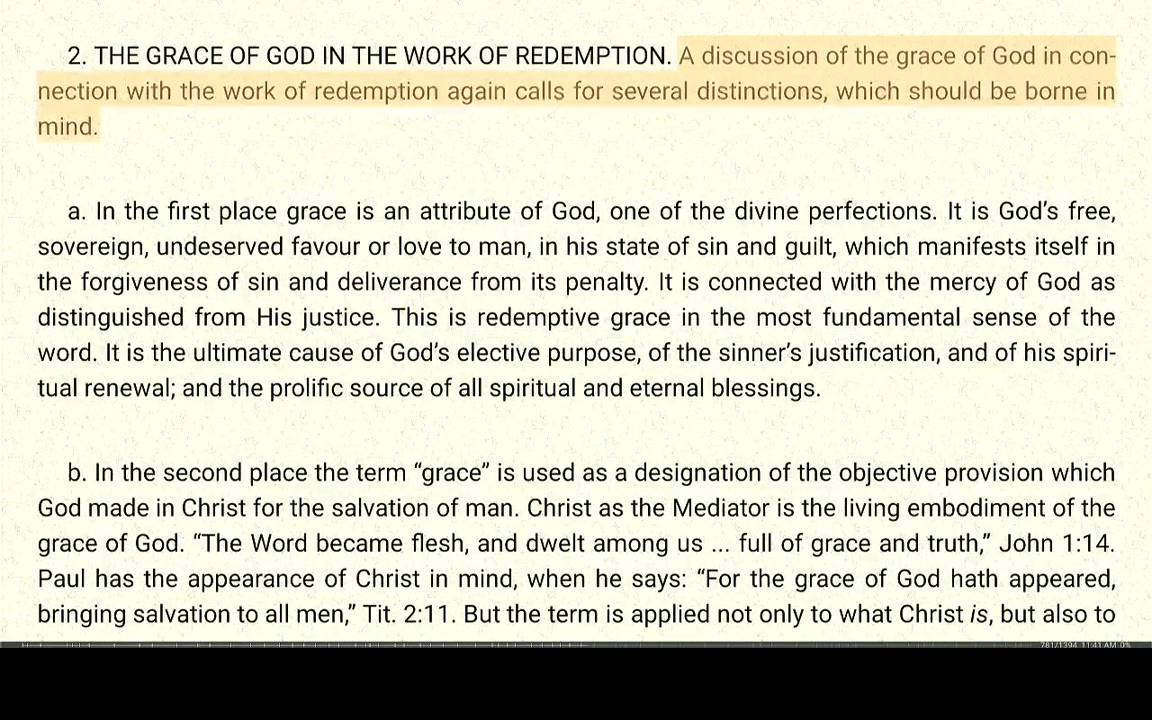 2. THE GRACE OF GOD IN THE WORK OF REDEMPTION. A discussion of the grace of God in con-
nection with the work of redemption again calls for several distinctions, which should be borne in
mind.
a. In the first place grace is an attribute of God, one of the divine perfections. It is God’s free,
sovereign, undeserved favour or love to man, in his state of sin and guilt, which manifests itself in
the forgiveness of sin and deliverance from its penalty. It is connected with the mercy of God as
distinguished from His justice. This is redemptive grace in the most fundamental sense of the
word. It is the ultimate cause of God’s elective purpose, of the sinner’s justification, and of his spiri-
tual renewal; and the prolific source of all spiritual and eternal blessings.
b. In the second place the term “grace” is used as a designation of the objective provision which
God made in Christ for the salvation of man. Christ as the Mediator is the living embodiment of the
grace of God. “The Word became flesh, and dwelt among us ... full of grace and truth,” John 1:14.
Paul has the appearance of Christ in mind, when he says: “For the grace of God hath appeared,
bringing salvation to all men,” Tit. 2:11. But the term is applied not only to what Christ is, but also to
781/1394 11:41 AM 0%